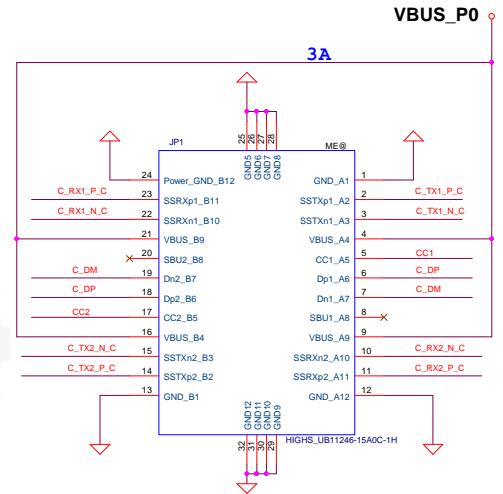 VBUS_P0
3A
JP1
ME@
25
26
27
28
GND5
GND6
GND7
GND8
24
Power_GND_B12
GND_A1
1
C_RX1_P_C
23
SSRXp1_B11
SSTXp1_A2
2
C_TX1_P_C
C_RX1_N_C
22
SSRXn1_B10
SSTXn1_A3
3
C_TX1_N_C
21
VBUS_B9
VBUS_A4
4
20
SBU2_B8
CC1_A5
5
CC1
C_DM
19
Dn2_B7
Dp1_A6
6
C_DP
C_DP
18
Dp2_B6
Dn1_A7
7
C_DM
CC2
17
CC2_B5
SBU1_A8
8
16
VBUS_B4
VBUS_A9
9
C_TX2_N_C
15
SSTXn2_B3
SSRXn2_A10
10
C_RX2_N_C
C_TX2_P_C
14
SSTXp2_B2
SSRXp2_A11
11
C_RX2_P_C
13
GND_B1
GND_A12
12
GND12
GND11
GND10
GND9
32
31
30
29
HIGHS_UB11246-15A0C-1H